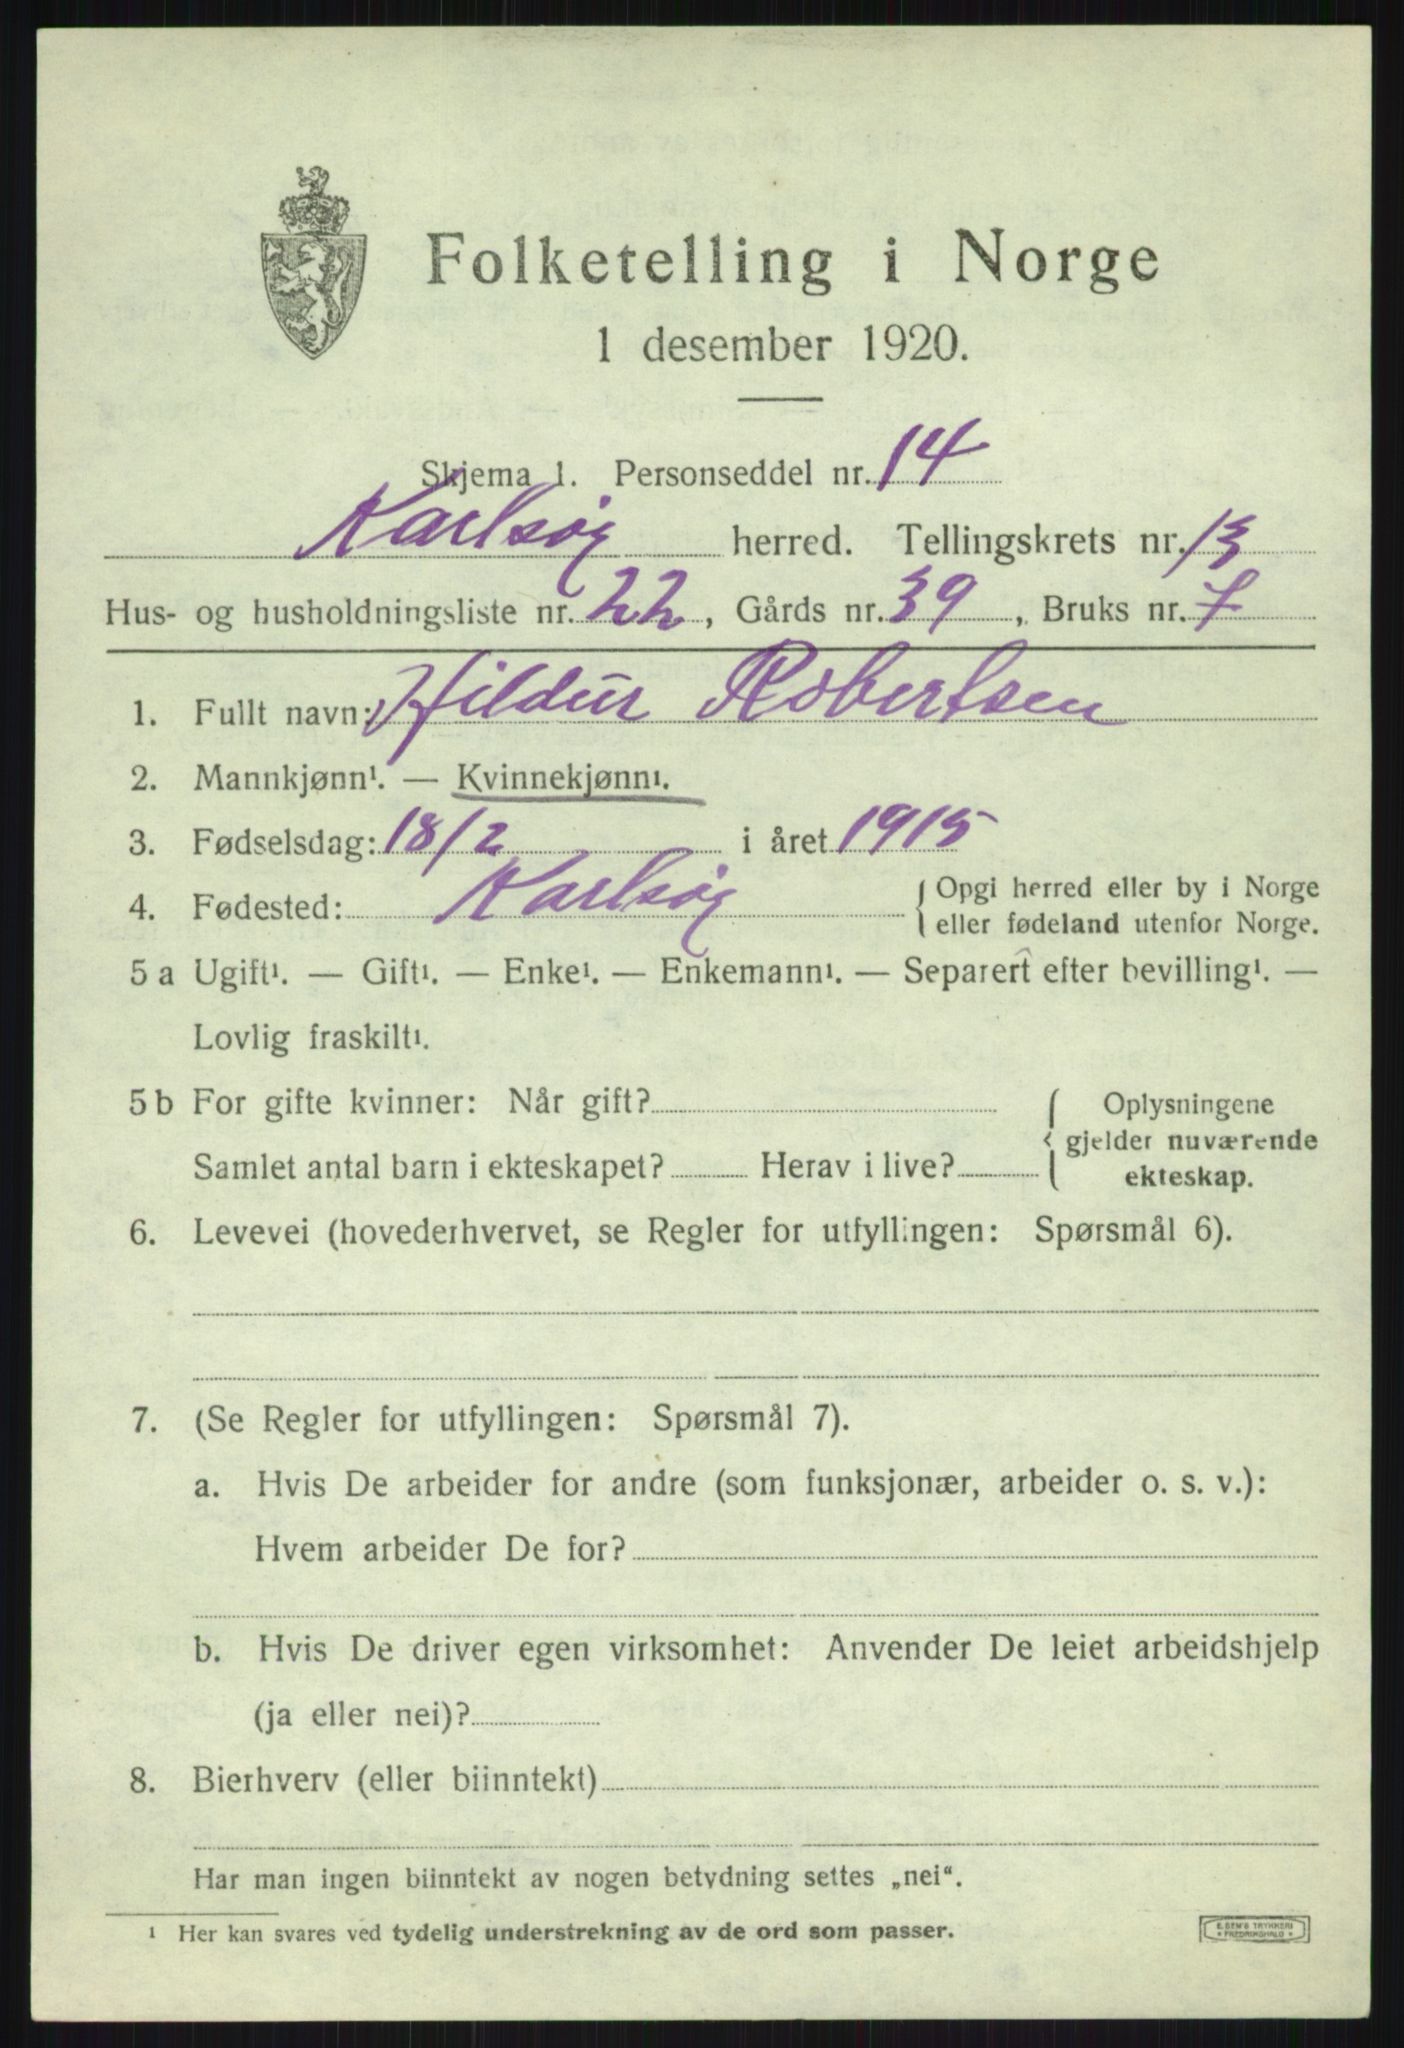 Folketelling i Norge
1 desember 1920.
Skjema 1. Personseddel nr. 14
Karlsøy herred. Tellingskrets nr. 13
Hus- og husholdningsliste nr. 22, Gårds nr. 39, Bruks nr. 7
1. Fullt navn: Hildur Robertsen
2. Mannkjønn¹. — Kvinnekjønn¹.
3. Fødselsdag: 18/2 i året 1915
4. Fødested: Karlsøy { Opgi herred eller by i Norge
eller fødeland utenfor Norge.
5 a Ugift¹. — Gift¹. — Enke¹. — Enkemann¹. — Separert efter bevilling¹. —
Lovlig fraskilt¹.
5 b For gifte kvinner: Når gift? { Oplysningene
gjelder nuværende
Samlet antal barn i ekteskapet? Herav i live? ekteskap.
6. Levevei (hovederhvervet, se Regler for utfyllingen: Spørsmål 6).
7. (Se Regler for utfyllingen: Spørsmål 7).
a. Hvis De arbeider for andre (som funksjonær, arbeider o. s. v.):
Hvem arbeider De for?
b. Hvis De driver egen virksomhet: Anvender De leiet arbeidshjelp
(ja eller nei)?
8. Bierhverv (eller biinntekt)
Har man ingen biinntekt av nogen betydning settes „nei“.
¹ Her kan svares ved tydelig understrekning av de ord som passer.
E. SEM'S TRYKKERI
* FREDRIKSHALD *